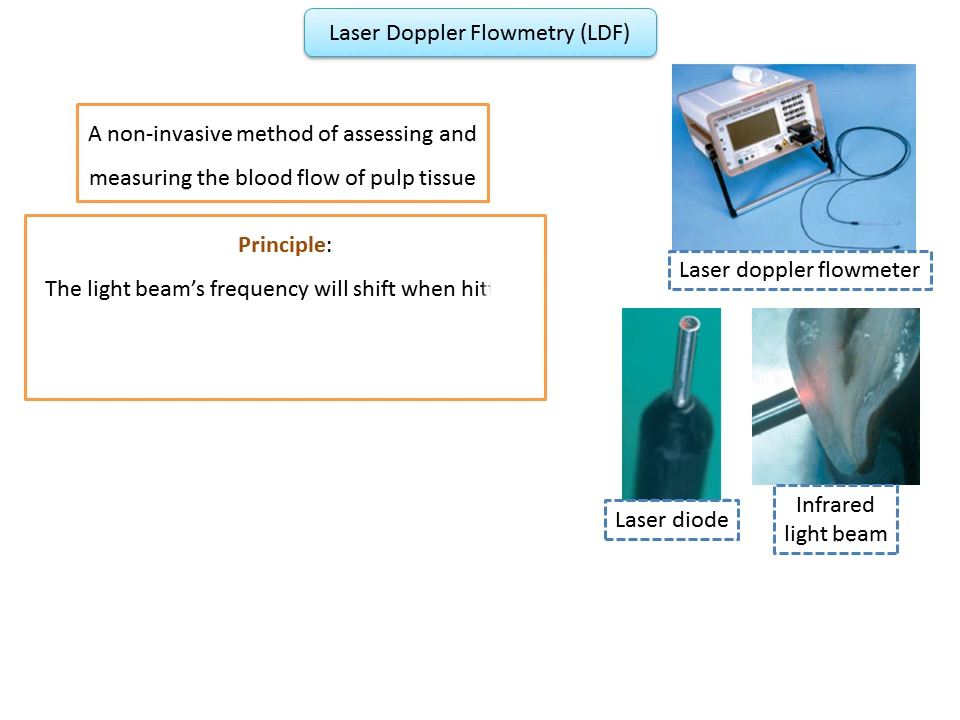 Laser Doppler Flowmetry (LDF)
A non-invasive method of assessing and
measuring the blood flow of pulp tissue
Principle:
The light beam's frequency will shift when
Laser doppler flowmeter
Laser diode
Infrared
light beam